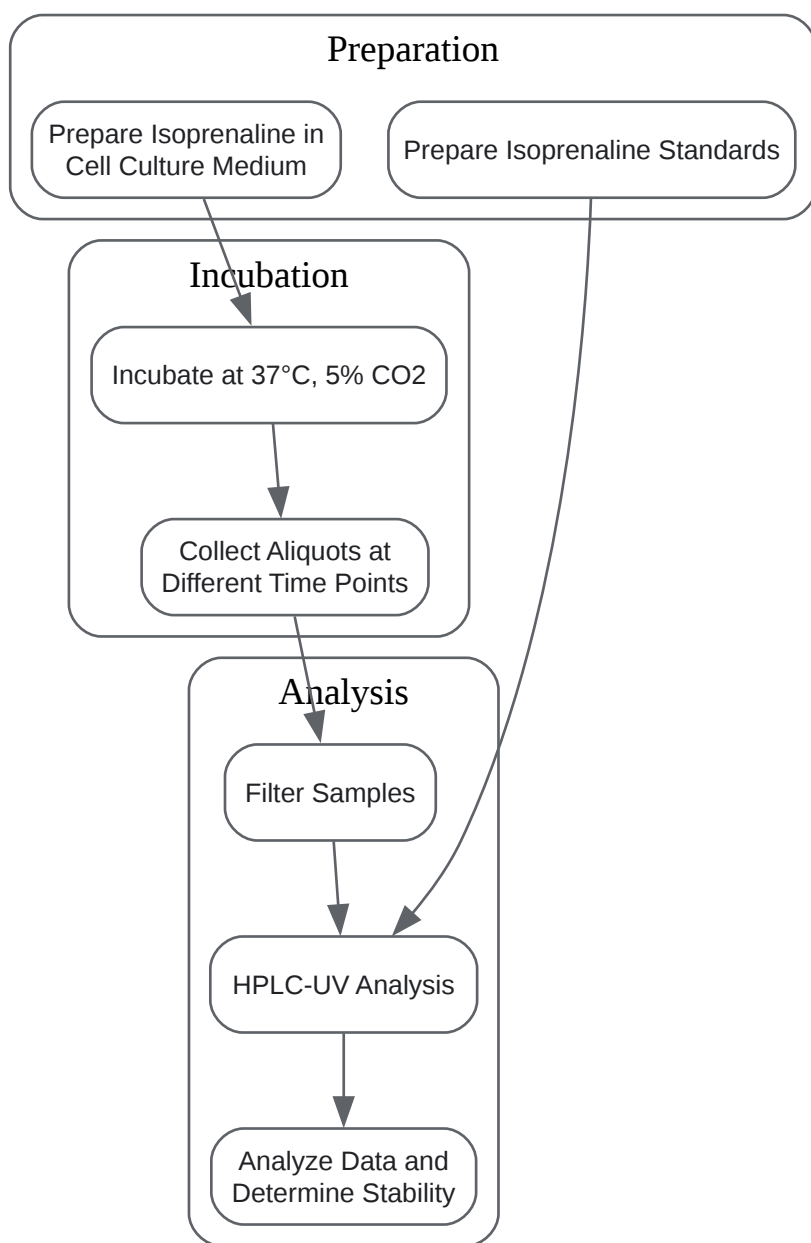 Preparation
Prepare Isoprenaline in
Cell Culture Medium
Prepare Isoprenaline Standards
Incubation
Incubate at 37°C, 5% CO2
Collect Aliquots at
Different Time Points
Analysis
Filter Samples
HPLC-UV Analysis
Analyze Data and
Determine Stability